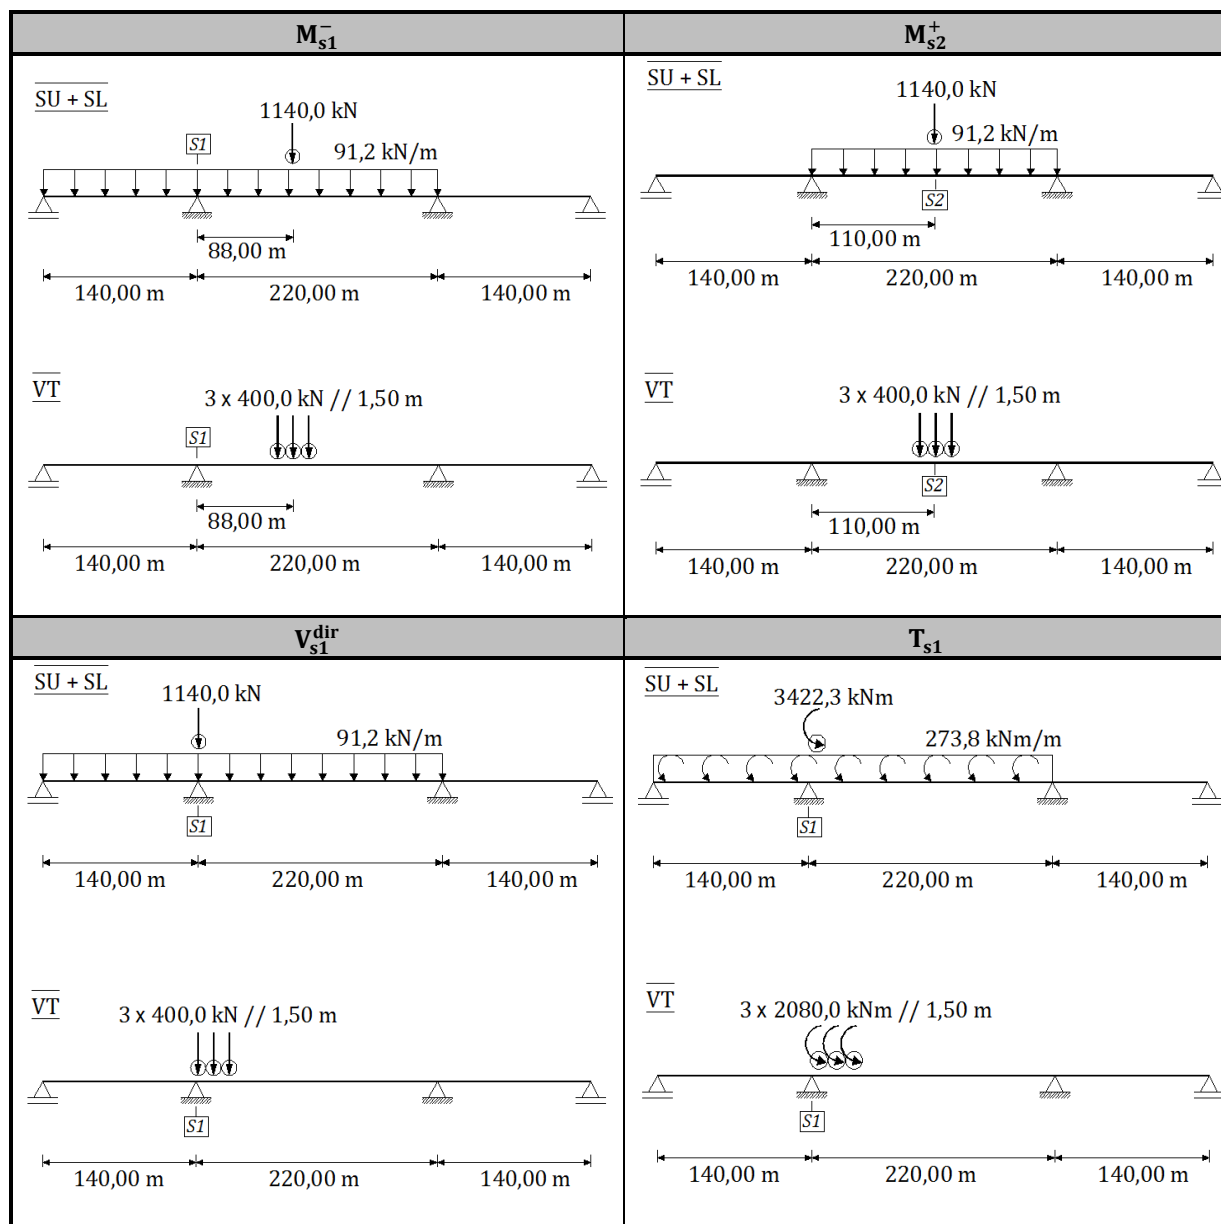 M⁻s1
M⁺s2
SU + SL
1140,0 kN
S1
91,2 kN/m
88,00 m
140,00 m 220,00 m 140,00 m
VT
3 x 400,0 kN // 1,50 m
S1
88,00 m
140,00 m 220,00 m 140,00 m
SU + SL
1140,0 kN
91,2 kN/m
S2
110,00 m
140,00 m 220,00 m 140,00 m
VT
3 x 400,0 kN // 1,50 m
S2
110,00 m
140,00 m 220,00 m 140,00 m
V^dir s1
T s1
SU + SL
1140,0 kN
91,2 kN/m
S1
140,00 m 220,00 m 140,00 m
VT
3 x 400,0 kN // 1,50 m
S1
140,00 m 220,00 m 140,00 m
SU + SL
3422,3 kNm
273,8 kNm/m
S1
140,00 m 220,00 m 140,00 m
VT
3 x 2080,0 kNm // 1,50 m
S1
140,00 m 220,00 m 140,00 m